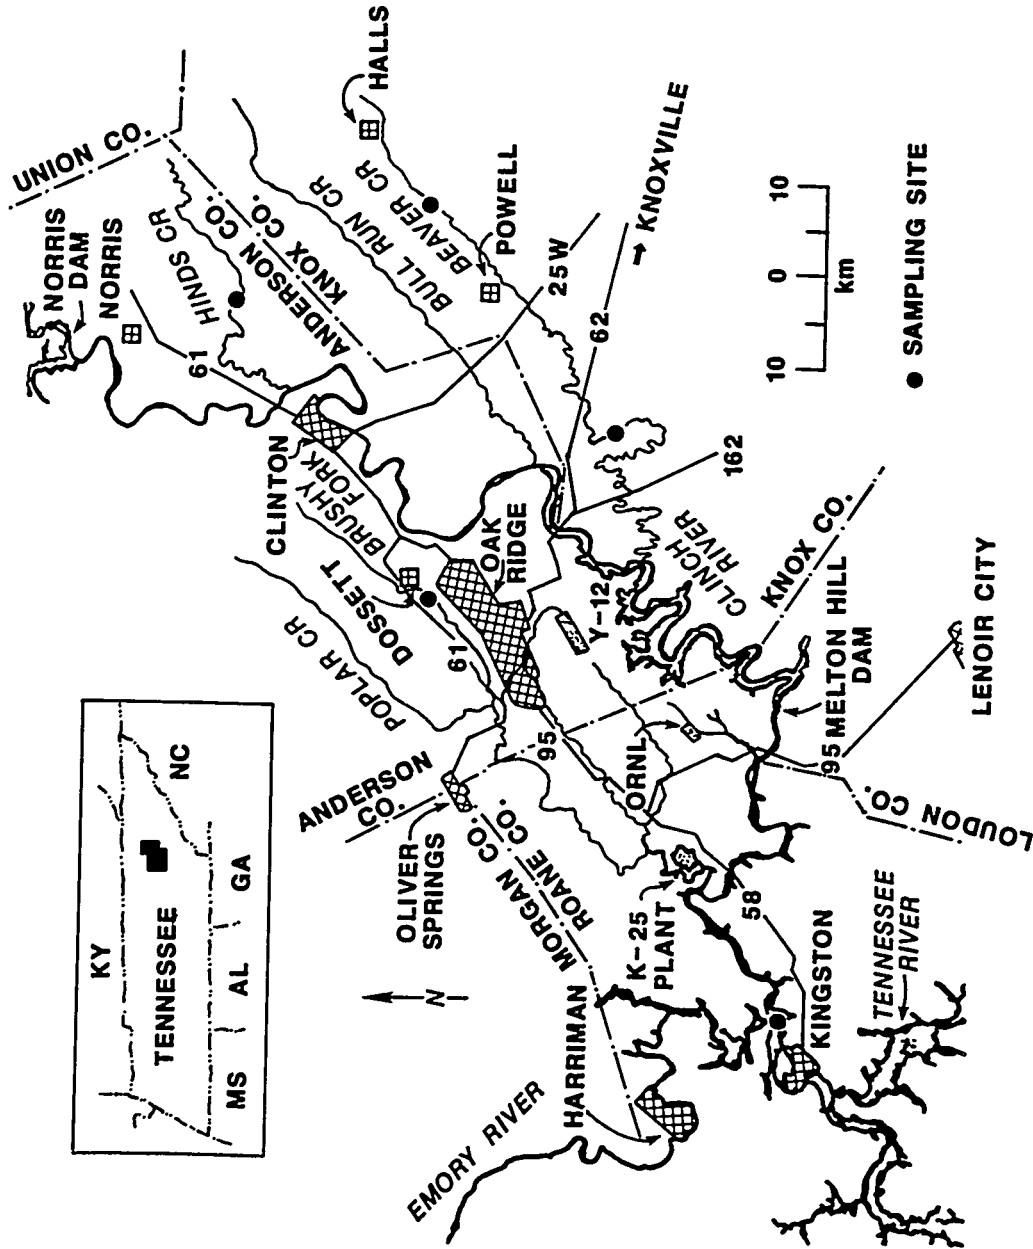 KY
TENNESSEE
NC
MS
AL
GA
N
UNION CO.
NORRIS
DAM
NORRIS
HINDS CR
ANDERSON CO.
KNOX CO.
61
HALLS
BULL RUN CR
BEAVER CR
POWELL
25W
62
KNOXVILLE
162
CLINTON
BRUSHY
FORK
DOSSETT
POPLAR CR
61
OAK
RIDGE
Y-12
CLINCH
RIVER
KNOX CO.
MELTON HILL
DAM
LENOIR CITY
95
LOUDON CO.
ORNL
95
ANDERSON
CO.
OLIVER
SPRINGS
MORGAN CO.
ROANE CO.
K-25
PLANT
58
KINGSTON
TENNESSEE
RIVER
HARRIMAN
EMORY RIVER
10 0 10
km
SAMPLING SITE